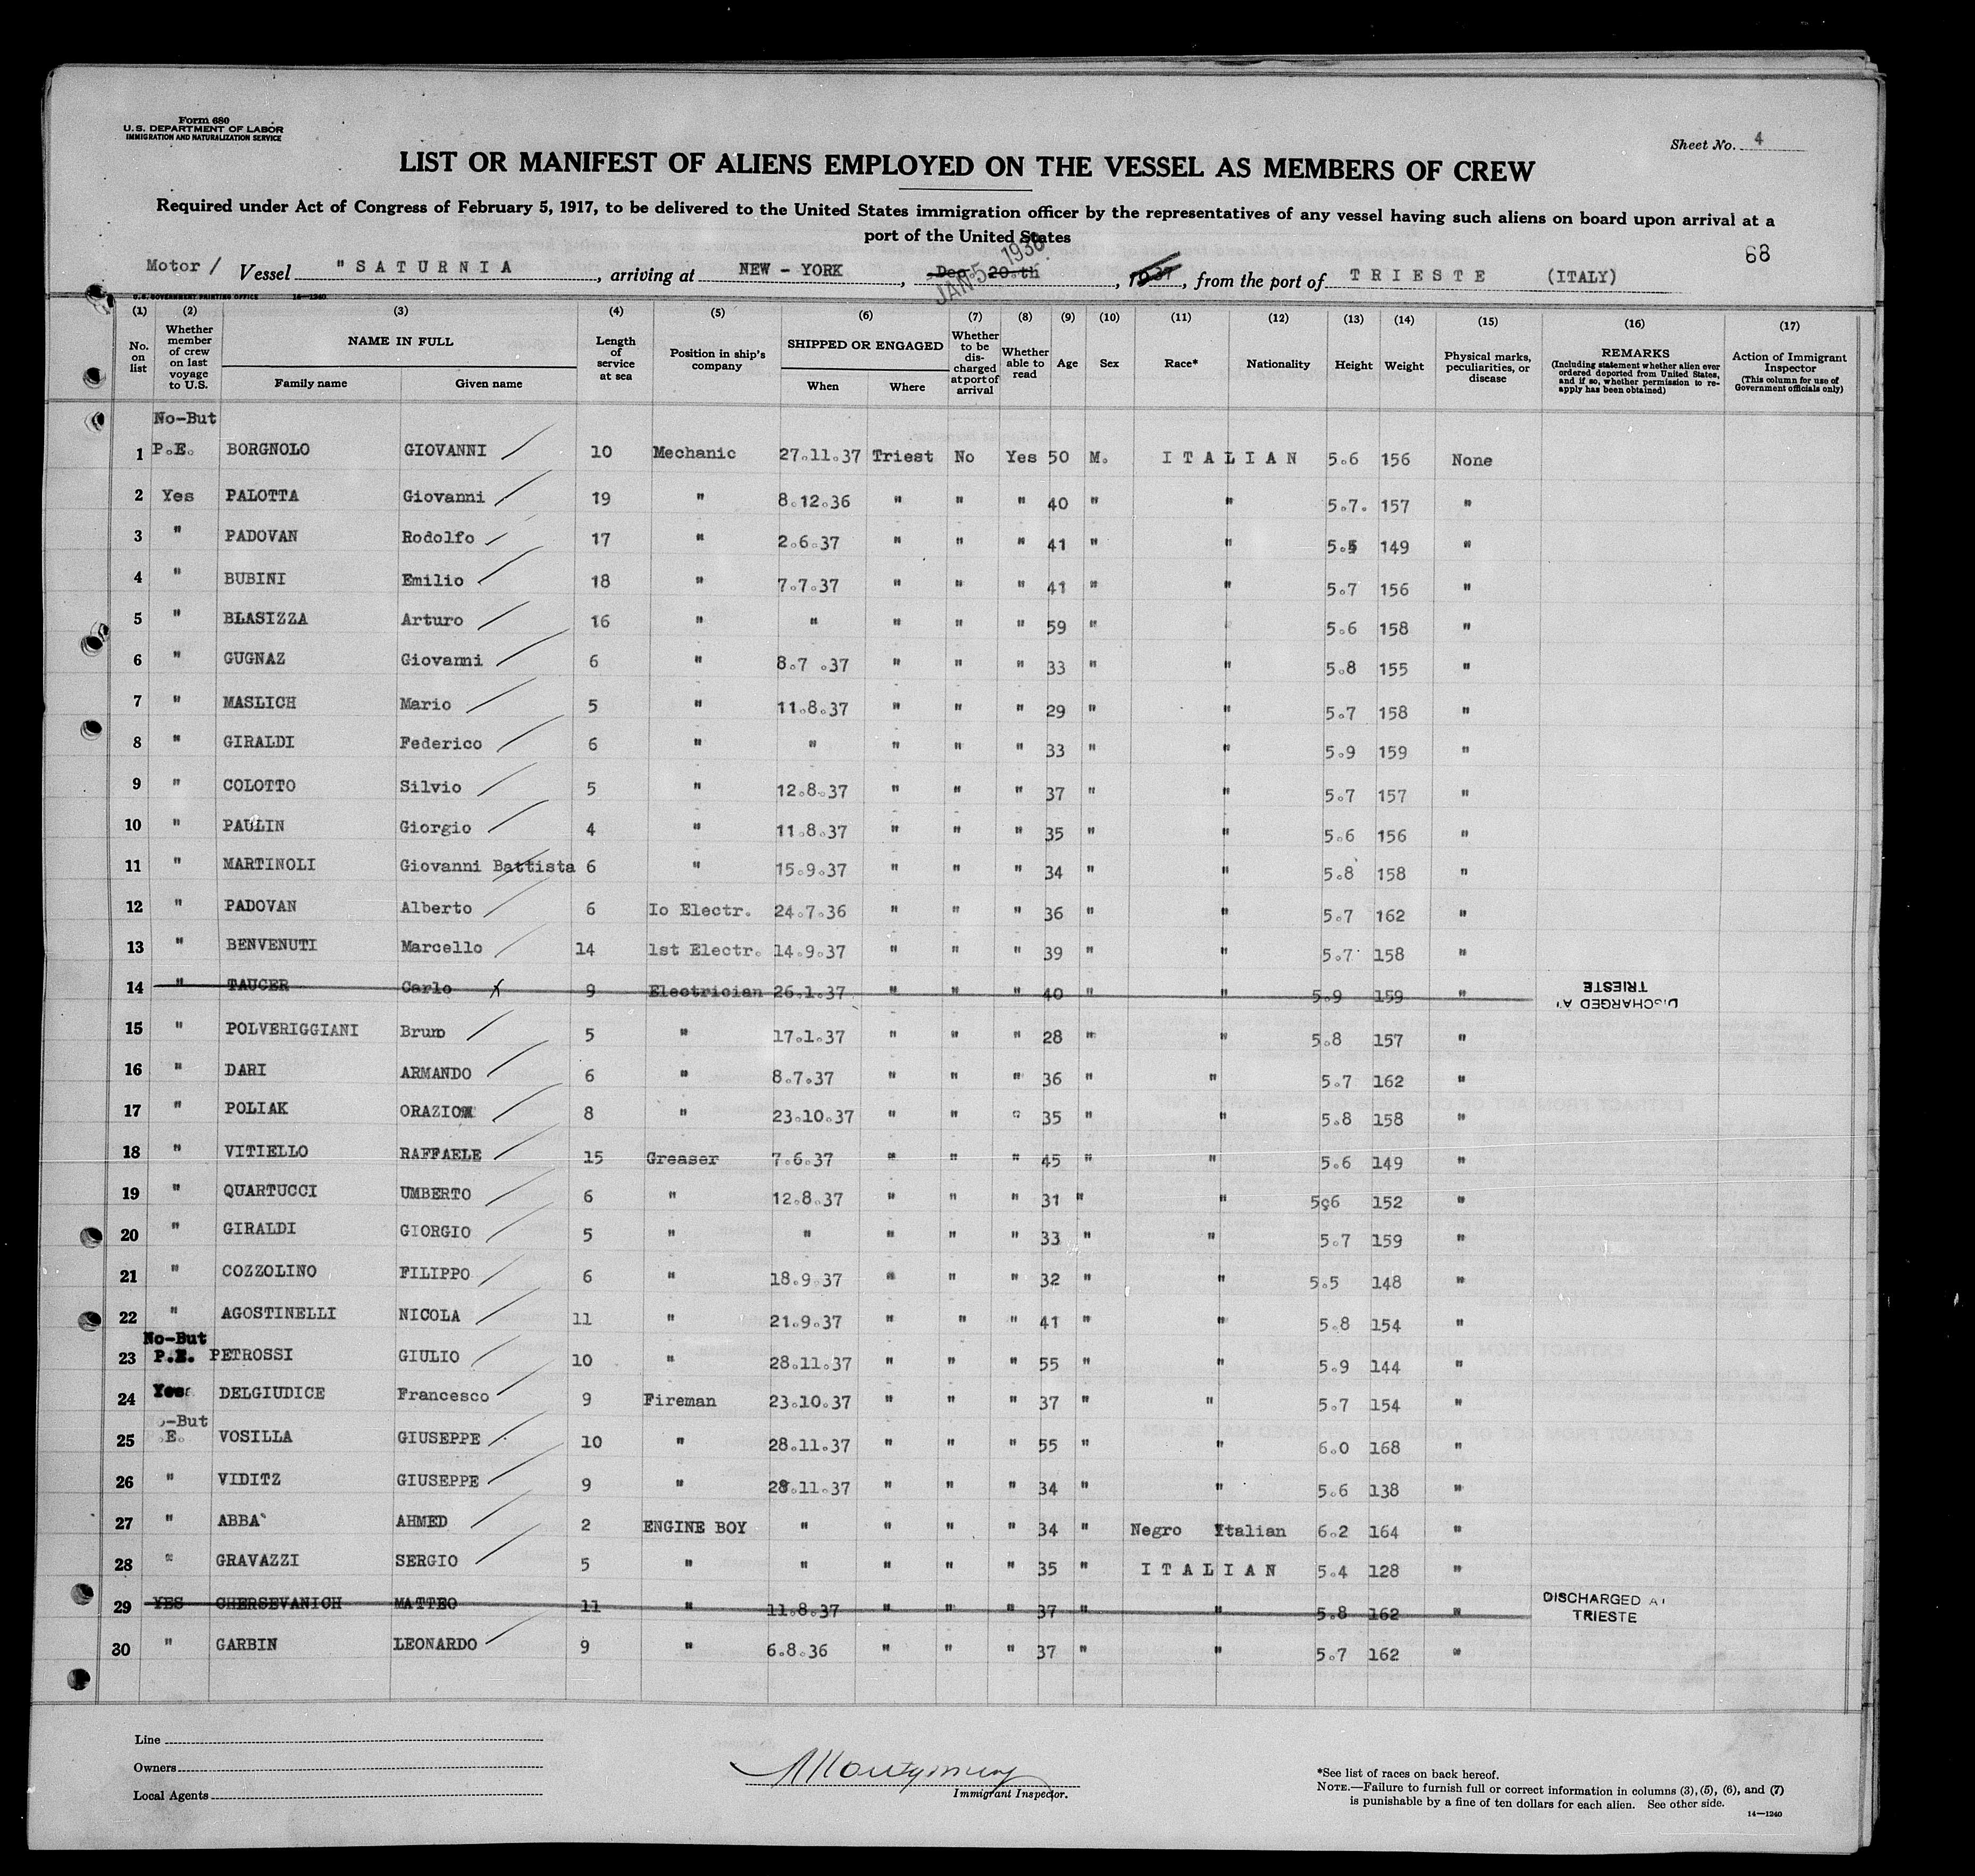 Form 680
U.S. DEPARTMENT OF LABOR
IMMIGRATION AND NATURALIZATION SERVICE
Sheet No. 4
LIST OR MANIFEST OF ALIENS EMPLOYED ON THE VESSEL AS MEMBERS OF CREW
Required under Act of Congress of February 5, 1917, to be delivered to the United States immigration officer by the representatives of any vessel having such aliens on board upon arrival at a
port of the United States
68
Motor / Vessel "SATURNIA, arriving at NEW - YORK, Dec. 20.th JAN 5 1938, 1937, from the port of TRIESTE (ITALY)
U.S. GOVERNMENT PRINTING OFFICE 14-1240
(1) (2) (3) (4) (5) (6) (7) (8) (9) (10) (11) (12) (13) (14) (15) (16) (17)
No. on list
Whether member of crew on last voyage to U.S.
NAME IN FULL
Family name Given name
Length of service at sea
Position in ship's company
SHIPPED OR ENGAGED
When Where
Whether to be discharged at port of arrival
Whether able to read
Age
Sex
Race*
Nationality
Height
Weight
Physical marks, peculiarities, or disease
REMARKS
(Including statement whether alien ever ordered deported from United States, and if so, whether permission to reapply has been obtained)
Action of Immigrant Inspector
(This column for use of Government officials only)
No-But
1 P.E. BORGNOLO GIOVANNI 10 Mechanic 27.11.37 Triest No Yes 50 M. ITALIAN 5.6 156 None
2 Yes PALOTTA Giovanni 19 " 8.12.36 " " " 40 " " 5.7. 157 "
3 " PADOVAN Rodolfo 17 " 2.6.37 " " " 41 " " 5.5 149 "
4 " BUBINI Emilio 18 " 7.7.37 " " " 41 " " 5.7 156 "
5 " BLASIZZA Arturo 16 " " " " " 59 " " 5.6 158 "
6 " GUGNAZ Giovanni 6 " 8.7 .37 " " " 33 " " 5.8 155 "
7 " MASLICH Mario 5 " 11.8.37 " " " 29 " " 5.7 158 "
8 " GIRALDI Federico 6 " " " " " 33 " " 5.9 159 "
9 " COLOTTO Silvio 5 " 12.8.37 " " " 37 " " 5.7 157 "
10 " PAULIN Giorgio 4 " 11.8.37 " " " 35 " " 5.6 156 "
11 " MARTINOLI Giovanni Battista 6 " 15.9.37 " " " 34 " " 5.8 158 "
12 " PADOVAN Alberto 6 Io Electr. 24.7.36 " " " 36 " " 5.7 162 "
13 " BENVENUTI Marcello 14 1st Electr. 14.9.37 " " " 39 " " 5.7 158 "
14 " TAUCER Carlo 9 Electrician 26.1.37 " " " 40 " " 5.9 159 " DISCHARGED AT TRIESTE
15 " POLVERIGGIANI Bruno 5 " 17.1.37 " " " 28 " " 5.8 157 "
16 " DARI ARMANDO 6 " 8.7.37 " " " 36 " " 5.7 162 "
17 " POLIAK ORAZIO 8 " 23.10.37 " " " 35 " " 5.8 158 "
18 " VITIELLO RAFFAELE 15 Greaser 7.6.37 " " " 45 " " 5.6 149 "
19 " QUARTUCCI UMBERTO 6 " 12.8.37 " " " 31 " " 5.6 152 "
20 " GIRALDI GIORGIO 5 " " " " " 33 " " 5.7 159 "
21 " COZZOLINO FILIPPO 6 " 18.9.37 " " " 32 " " 5.5 148 "
22 " AGOSTINELLI NICOLA 11 " 21.9.37 " " " 41 " " 5.8 154 "
No-But
23 P.E. PETROSSI GIULIO 10 " 28.11.37 " " " 55 " " 5.9 144 "
24 Yes DELGIUDICE Francesco 9 Fireman 23.10.37 " " " 37 " " 5.7 154 "
o-But
25 E. VOSILLA GIUSEPPE 10 " 28.11.37 " " " 55 " " 6.0 168 "
26 " VIDITZ GIUSEPPE 9 " 28.11.37 " " " 34 " " 5.6 138 "
27 " ABBA' AHMED 2 ENGINE BOY " " " " 34 " Negro Italian 6.2 164 "
28 " GRAVAZZI SERGIO 5 " " " " " 35 " ITALIAN 5.4 128 "
29 YES CHERSEVANICH MATTEO 11 " 11.8.37 " " " 37 " " 5.8 162 " DISCHARGED AT TRIESTE
30 " GARBIN LEONARDO 9 " 6.8.36 " " " 37 " " 5.7 162 "
Line
Owners
Local Agents
Montgomery
Immigrant Inspector.
*See list of races on back hereof.
NOTE.—Failure to furnish full or correct information in columns (3), (5), (6), and (7)
is punishable by a fine of ten dollars for each alien. See other side.
14—1240